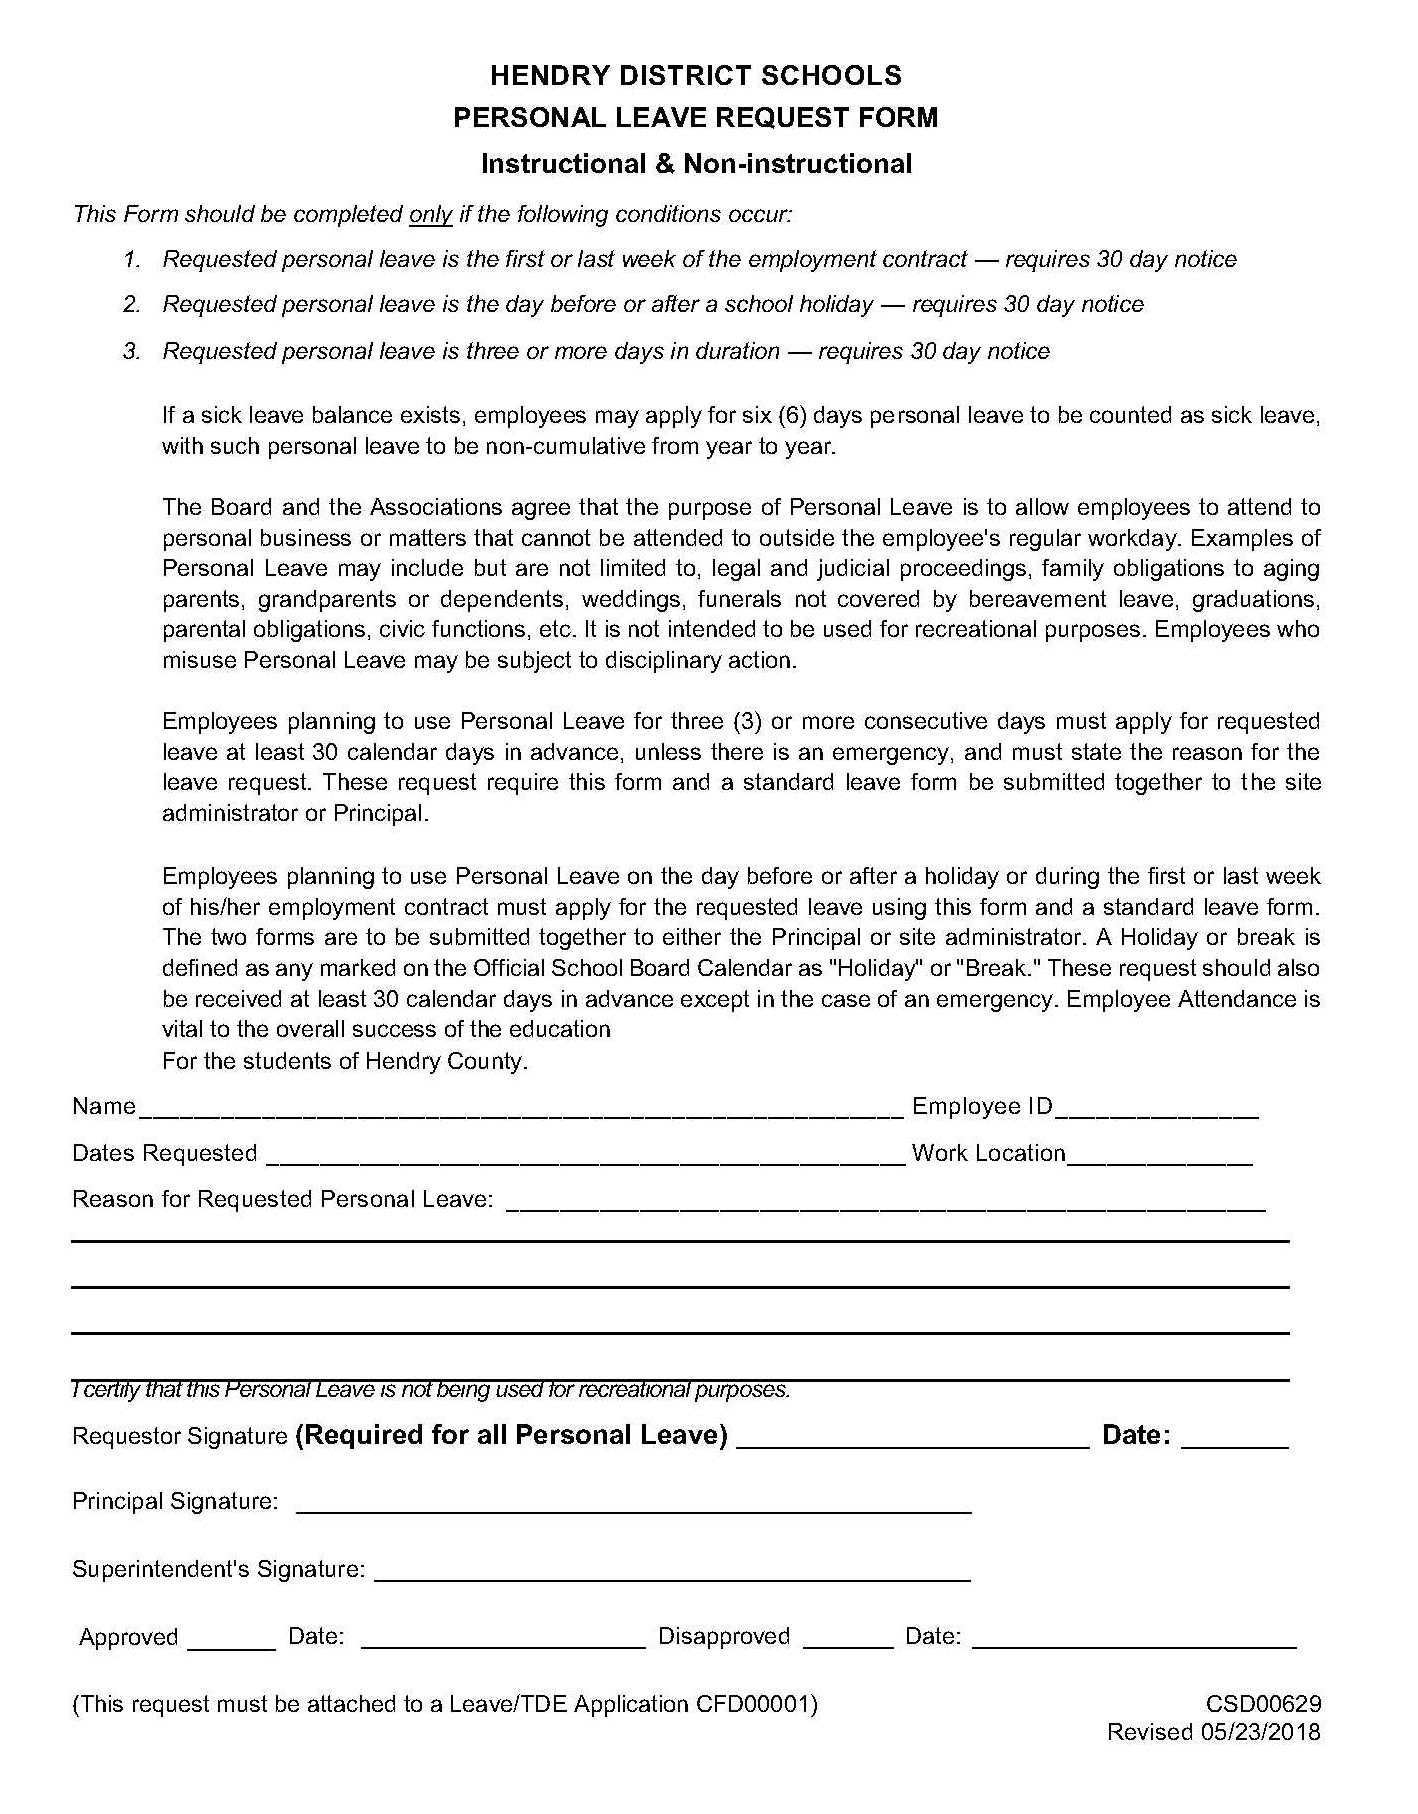 HENDRY DISTRICT SCHOOLS
PERSONAL LEAVE REQUEST FORM
Instructional & Non-instructional
This Form should be completed only if the following conditions occur:
1. Requested personal leave is the first or last week of the employment contract — requires 30 day notice
2. Requested personal leave is the day before or after a school holiday — requires 30 day notice
3. Requested personal leave is three or more days in duration — requires 30 day notice
If a sick leave balance exists, employees may apply for six (6) days personal leave to be counted as sick leave,
with such personal leave to be non-cumulative from year to year.
The Board and the Associations agree that the purpose of Personal Leave is to allow employees to attend to
personal business or matters that cannot be attended to outside the employee's regular workday. Examples of
Personal Leave may include but are not limited to, legal and judicial proceedings, family obligations to aging
parents, grandparents or dependents, weddings, funerals not covered by bereavement leave, graduations,
parental obligations, civic functions, etc. It is not intended to be used for recreational purposes. Employees who
misuse Personal Leave may be subject to disciplinary action.
Employees planning to use Personal Leave for three (3) or more consecutive days must apply for requested
leave at least 30 calendar days in advance, unless there is an emergency, and must state the reason for the
leave request. These request require this form and a standard leave form be submitted together to the site
administrator or Principal.
Employees planning to use Personal Leave on the day before or after a holiday or during the first or last week
of his/her employment contract must apply for the requested leave using this form and a standard leave form.
The two forms are to be submitted together to either the Principal or site administrator. A Holiday or break is
defined as any marked on the Official School Board Calendar as "Holiday" or "Break." These request should also
be received at least 30 calendar days in advance except in the case of an emergency. Employee Attendance is
vital to the overall success of the education
For the students of Hendry County.
Name ____ Employee ID ____
Dates Requested ____ Work Location ____
Reason for Requested Personal Leave: ____
I certify that this Personal Leave is not being used for recreational purposes.
Requestor Signature (Required for all Personal Leave) ____ Date: ____
Principal Signature: ____
Superintendent's Signature: ____
Approved ____ Date: ____ Disapproved ____ Date: ____
(This request must be attached to a Leave/TDE Application CFD00001) CSD00629
Revised 05/23/2018